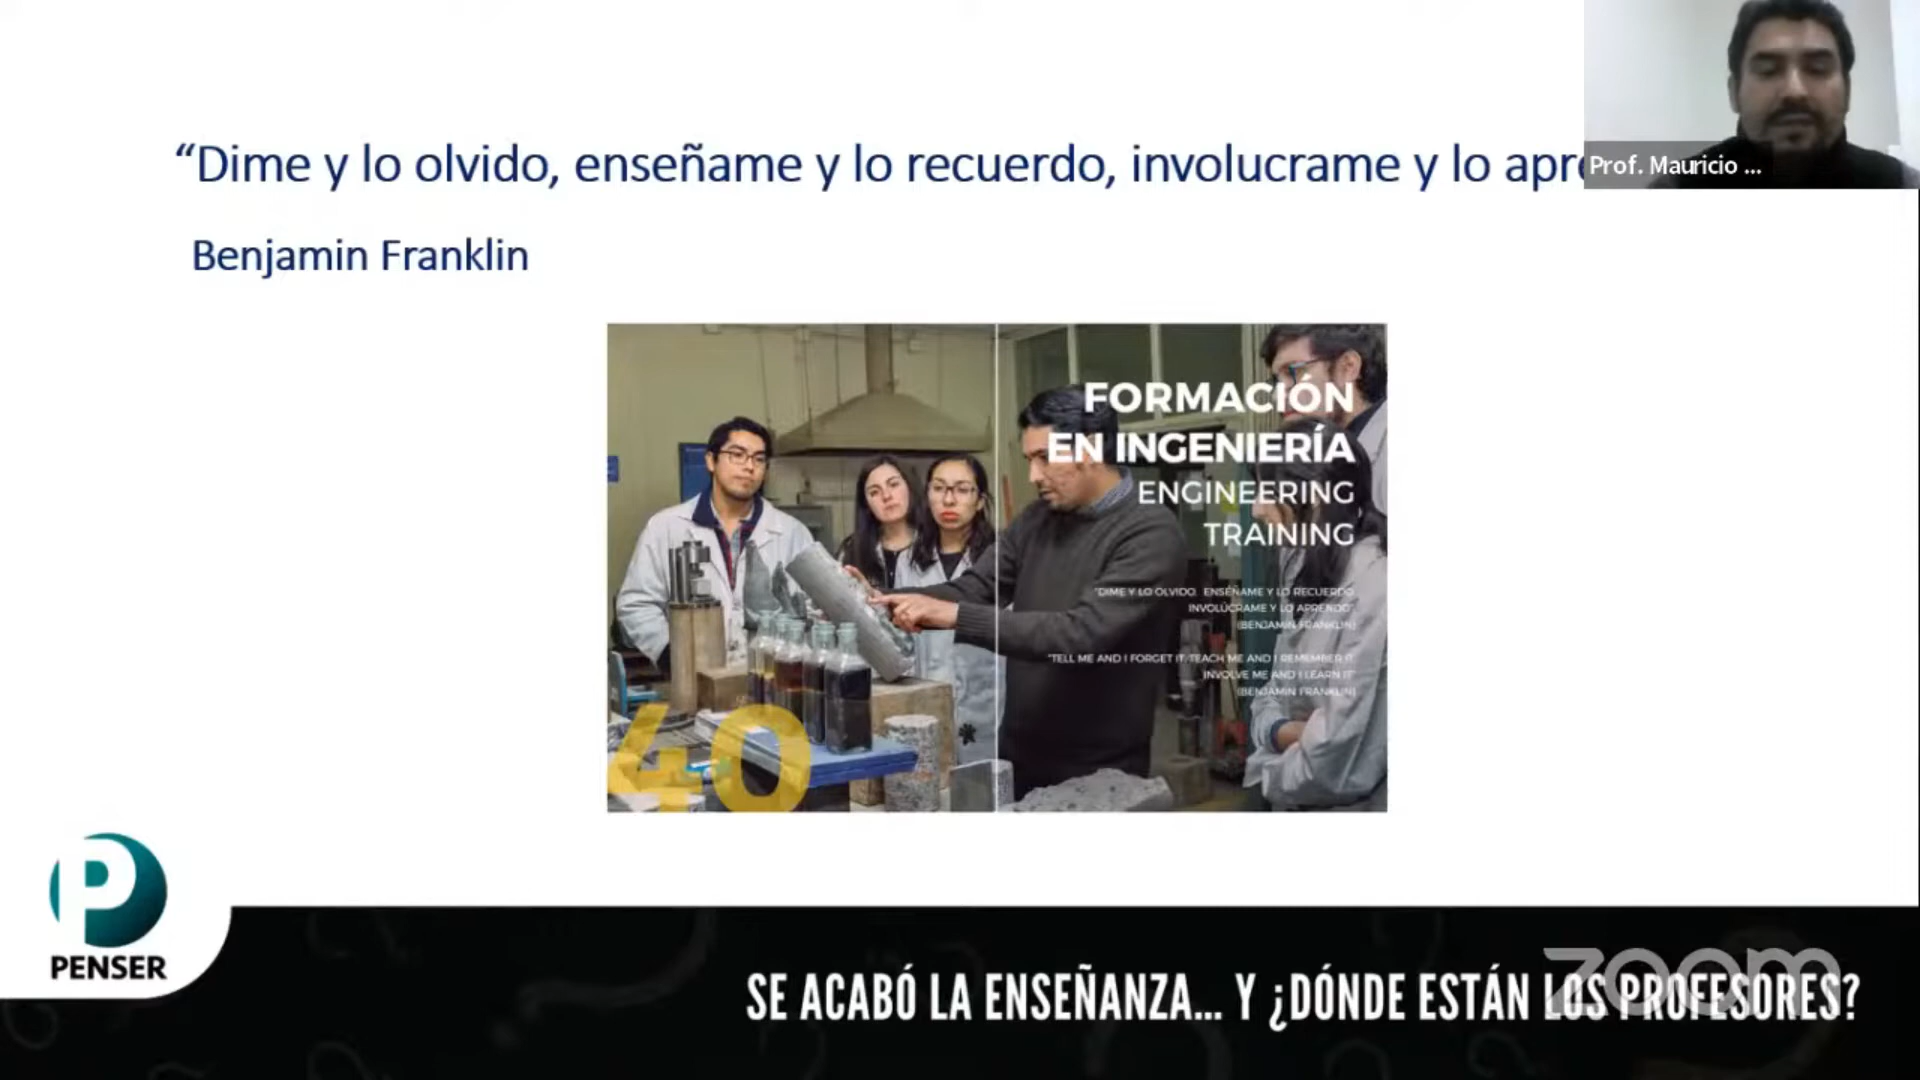 “Dime y lo olvido, enseñame y lo recuerdo, involucrame y lo apre
Prof. Mauricio ...
Benjamin Franklin
FORMACIÓN
EN INGENIERÍA
ENGINEERING
TRAINING
"DIME Y LO OLVIDO, ENSÉÑAME Y LO RECUERDO,
INVOLÚCRAME Y LO APRENDO"
(BENJAMIN FRANKLIN)
"TELL ME AND I FORGET IT, TEACH ME AND I REMEMBER IT,
INVOLVE ME AND I LEARN IT"
(BENJAMIN FRANKLIN)
40
PENSER
SE ACABÓ LA ENSEÑANZA... Y ¿DÓNDE ESTÁN LOS PROFESORES?
zoom